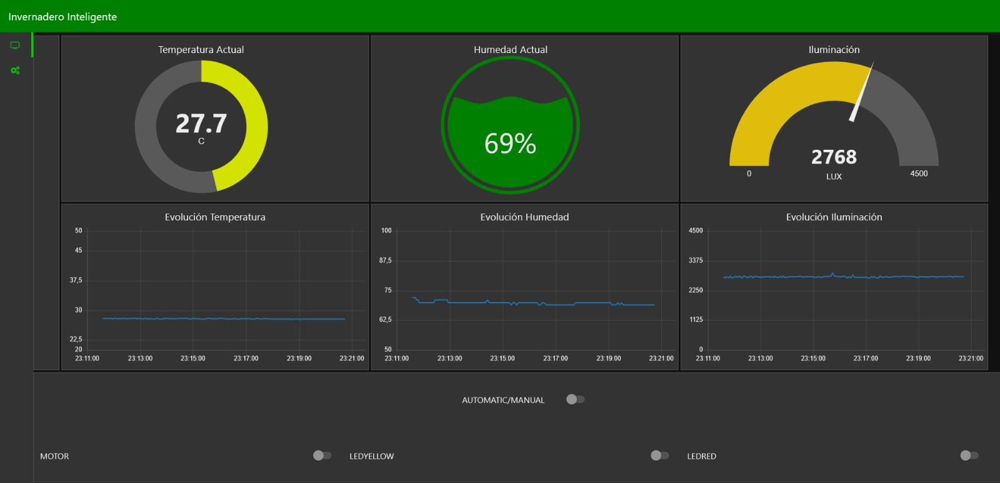 Invernadero Inteligente
Temperatura Actual
27.7
C
Humedad Actual
69%
Iluminación
2768
LUX
0
4500
Evolución Temperatura
50
45
37,5
30
22,5
20
23:11:00 23:13:00 23:15:00 23:17:00 23:19:00 23:21:00
Evolución Humedad
100
87,5
75
62,5
50
23:11:00 23:13:00 23:15:00 23:17:00 23:19:00 23:21:00
Evolución Iluminación
4500
3375
2250
1125
0
23:11:00 23:13:00 23:15:00 23:17:00 23:19:00 23:21:00
AUTOMATIC/MANUAL
MOTOR
LEDYELLOW
LEDRED